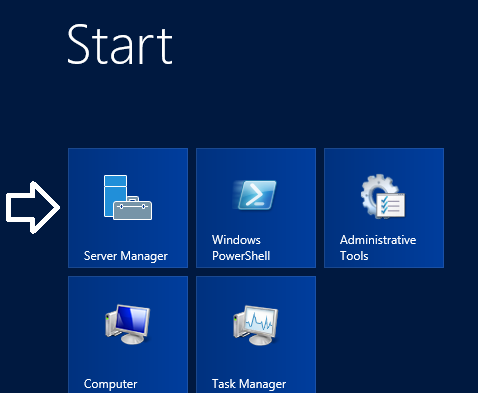 Start
Server Manager
Windows
PowerShell
Administrative
Tools
Computer
Task Manager